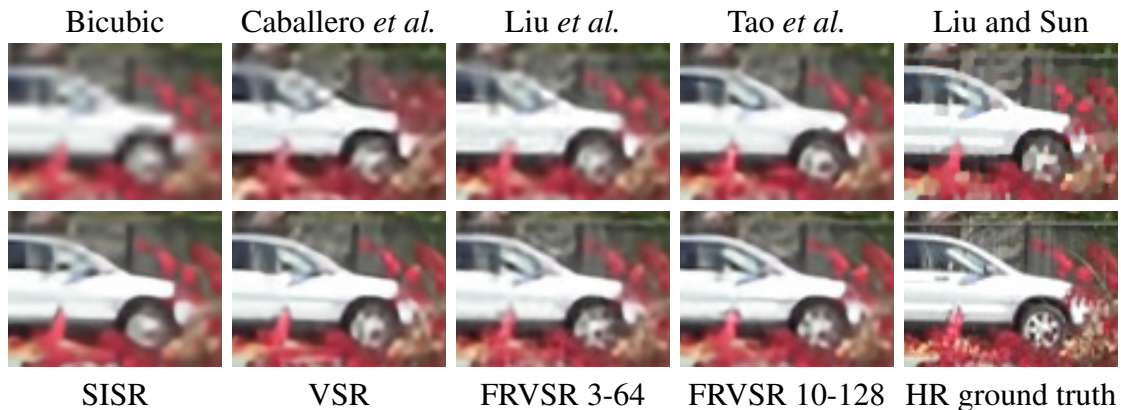 Bicubic Caballero et al. Liu et al. Tao et al. Liu and Sun
SISR VSR FRVSR 3-64 FRVSR 10-128 HR ground truth